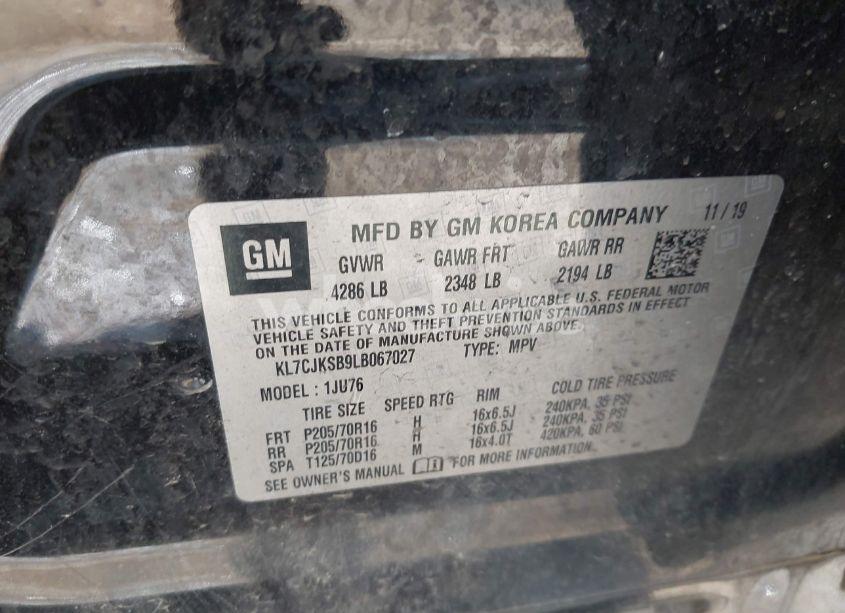 GM
MFD BY GM KOREA COMPANY 11/19
GVWR GAWR FRT GAWR RR
4286 LB 2348 LB 2194 LB
THIS VEHICLE CONFORMS TO ALL APPLICABLE U.S. FEDERAL MOTOR
VEHICLE SAFETY AND THEFT PREVENTION STANDARDS IN EFFECT
ON THE DATE OF MANUFACTURE SHOWN ABOVE.
KL7CJKSB9LB067027 TYPE: MPV
MODEL: 1JU76
TIRE SIZE SPEED RTG RIM COLD TIRE PRESSURE
FRT P205/70R16 H 16x6.5J 240KPA, 35 PSI
RR P205/70R16 H 16x6.5J 240KPA, 35 PSI
SPA T125/70D16 M 16x4.0T 420KPA, 60 PSI
SEE OWNER'S MANUAL FOR MORE INFORMATION.